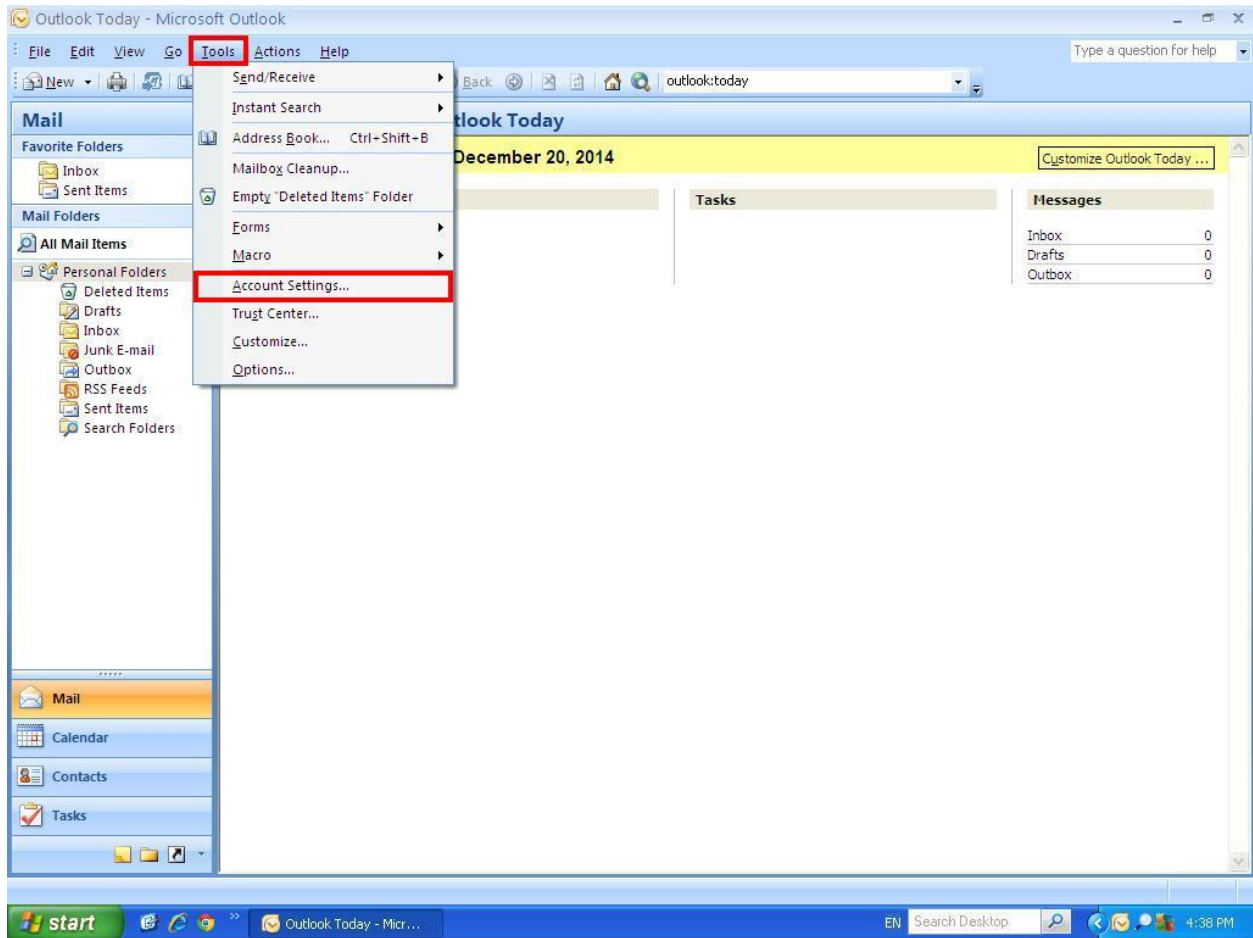 Outlook Today - Microsoft Outlook
File Edit View Go Tools Actions Help
Type a question for help
New
Back
outlook:today
Send/Receive
Instant Search
Address Book... Ctrl+Shift+B
Mailbox Cleanup...
Empty "Deleted Items" Folder
Forms
Macro
Account Settings...
Trust Center...
Customize...
Options...
Mail
Favorite Folders
Inbox
Sent Items
Mail Folders
All Mail Items
Personal Folders
Deleted Items
Drafts
Inbox
Junk E-mail
Outbox
RSS Feeds
Sent Items
Search Folders
Mail
Calendar
Contacts
Tasks
tlook Today
December 20, 2014
Customize Outlook Today ...
Tasks
Messages
Inbox 0
Drafts 0
Outbox 0
start
Outlook Today - Micr...
EN
Search Desktop
4:38 PM